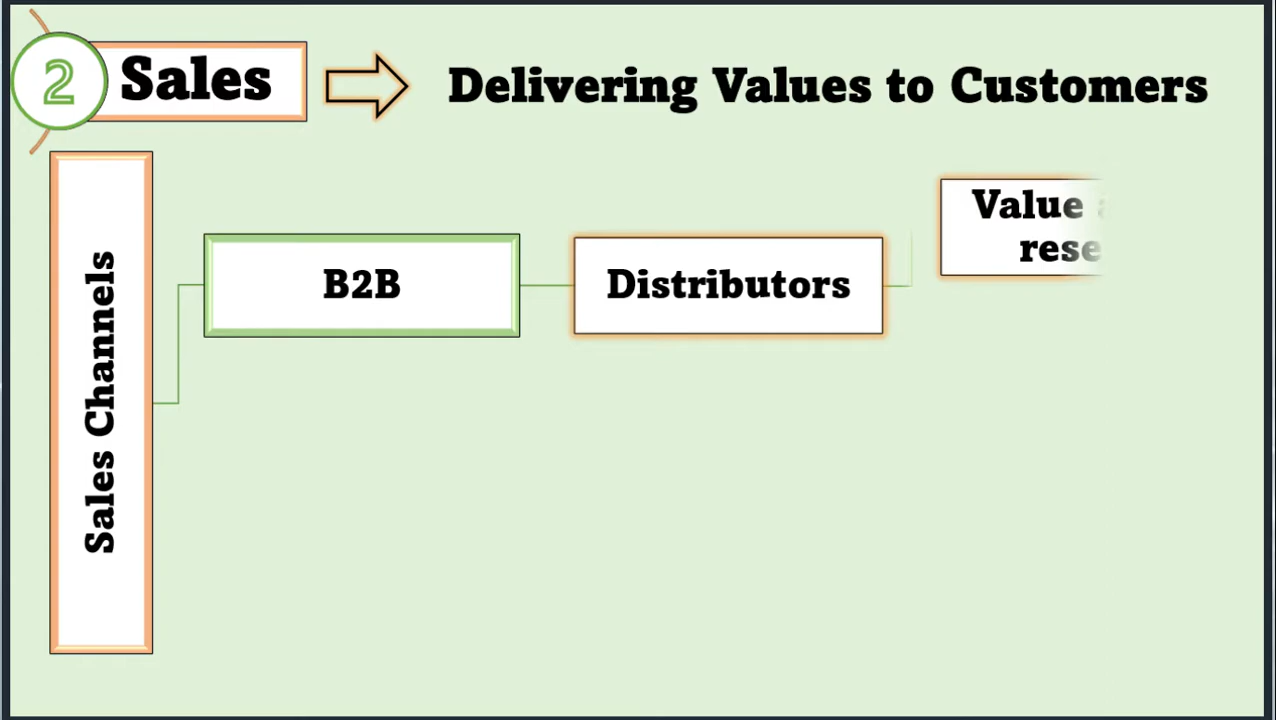 2
Sales
Delivering Values to Customers
Sales Channels
B2B
Distributors
Value